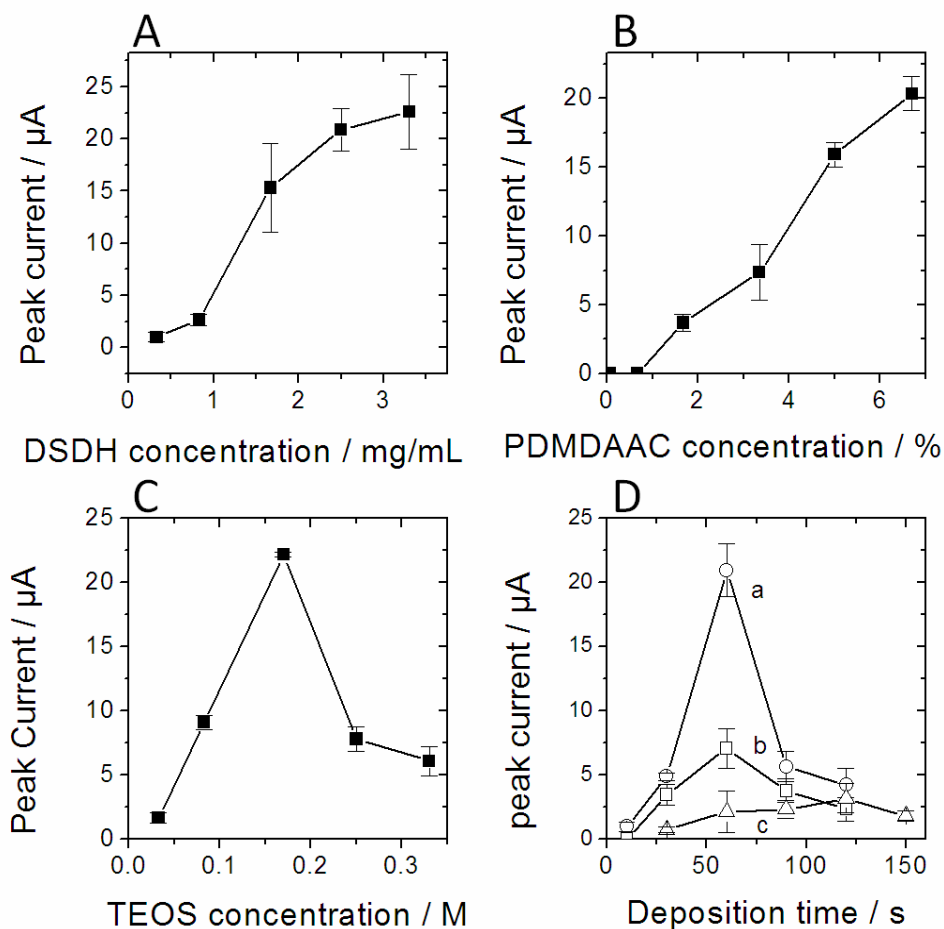 A
Peak current / µA
25
20
15
10
5
0
0
1
2
3
DSDH concentration / mg/mL
B
Peak current / µA
20
15
10
5
0
0
2
4
6
PDMDAAC concentration / %
C
Peak Current / µA
25
20
15
10
5
0
0.0
0.1
0.2
0.3
TEOS concentration / M
D
peak current / µA
25
20
15
10
5
0
a
b
c
0
50
100
150
Deposition time / s